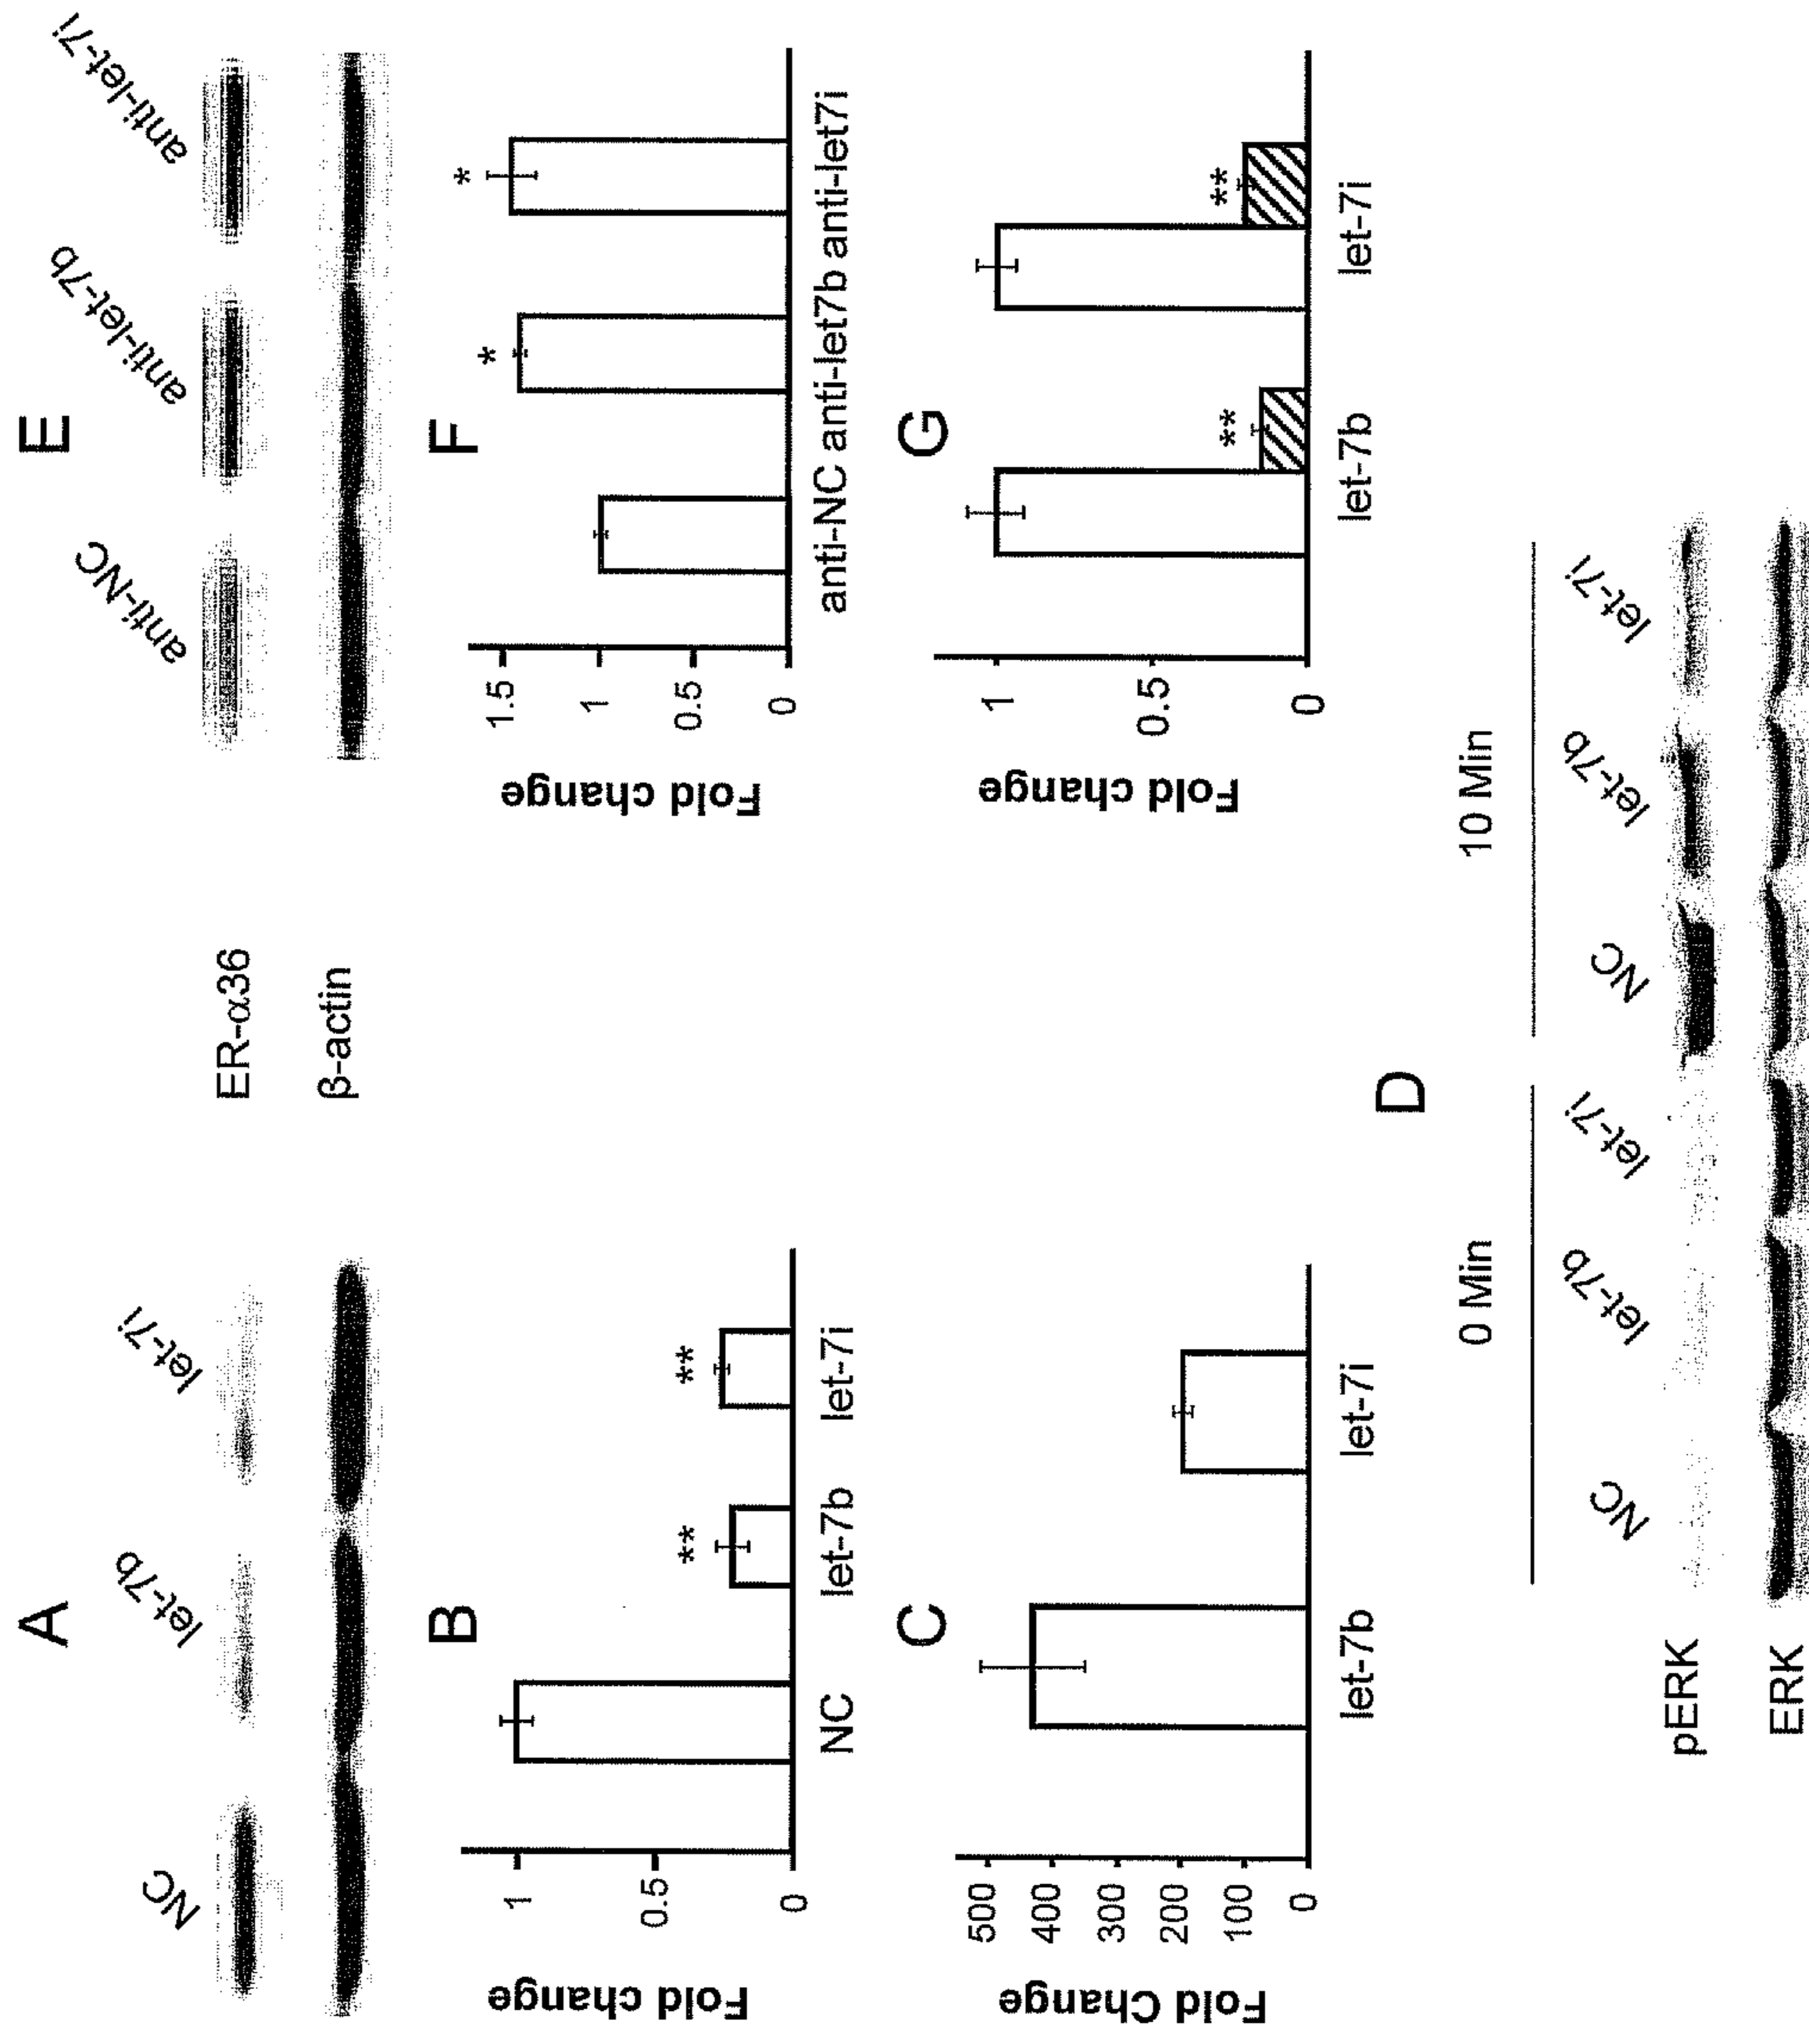 A
NC let-7b let-7i
ER-α36
β-actin
B
Fold change
1
0.5
0
** **
NC let-7b let-7i
C
Fold Change
500
400
300
200
100
0
let-7b let-7i
D
0 Min 10 Min
NC let-7b let-7i NC let-7b let-7i
pERK
ERK
E
anti-NC anti-let-7b anti-let-7i
F
Fold change
1.5
1
0.5
0
* *
anti-NC anti-let7b anti-let7i
G
Fold change
1
0.5
0
** **
let-7b let-7i